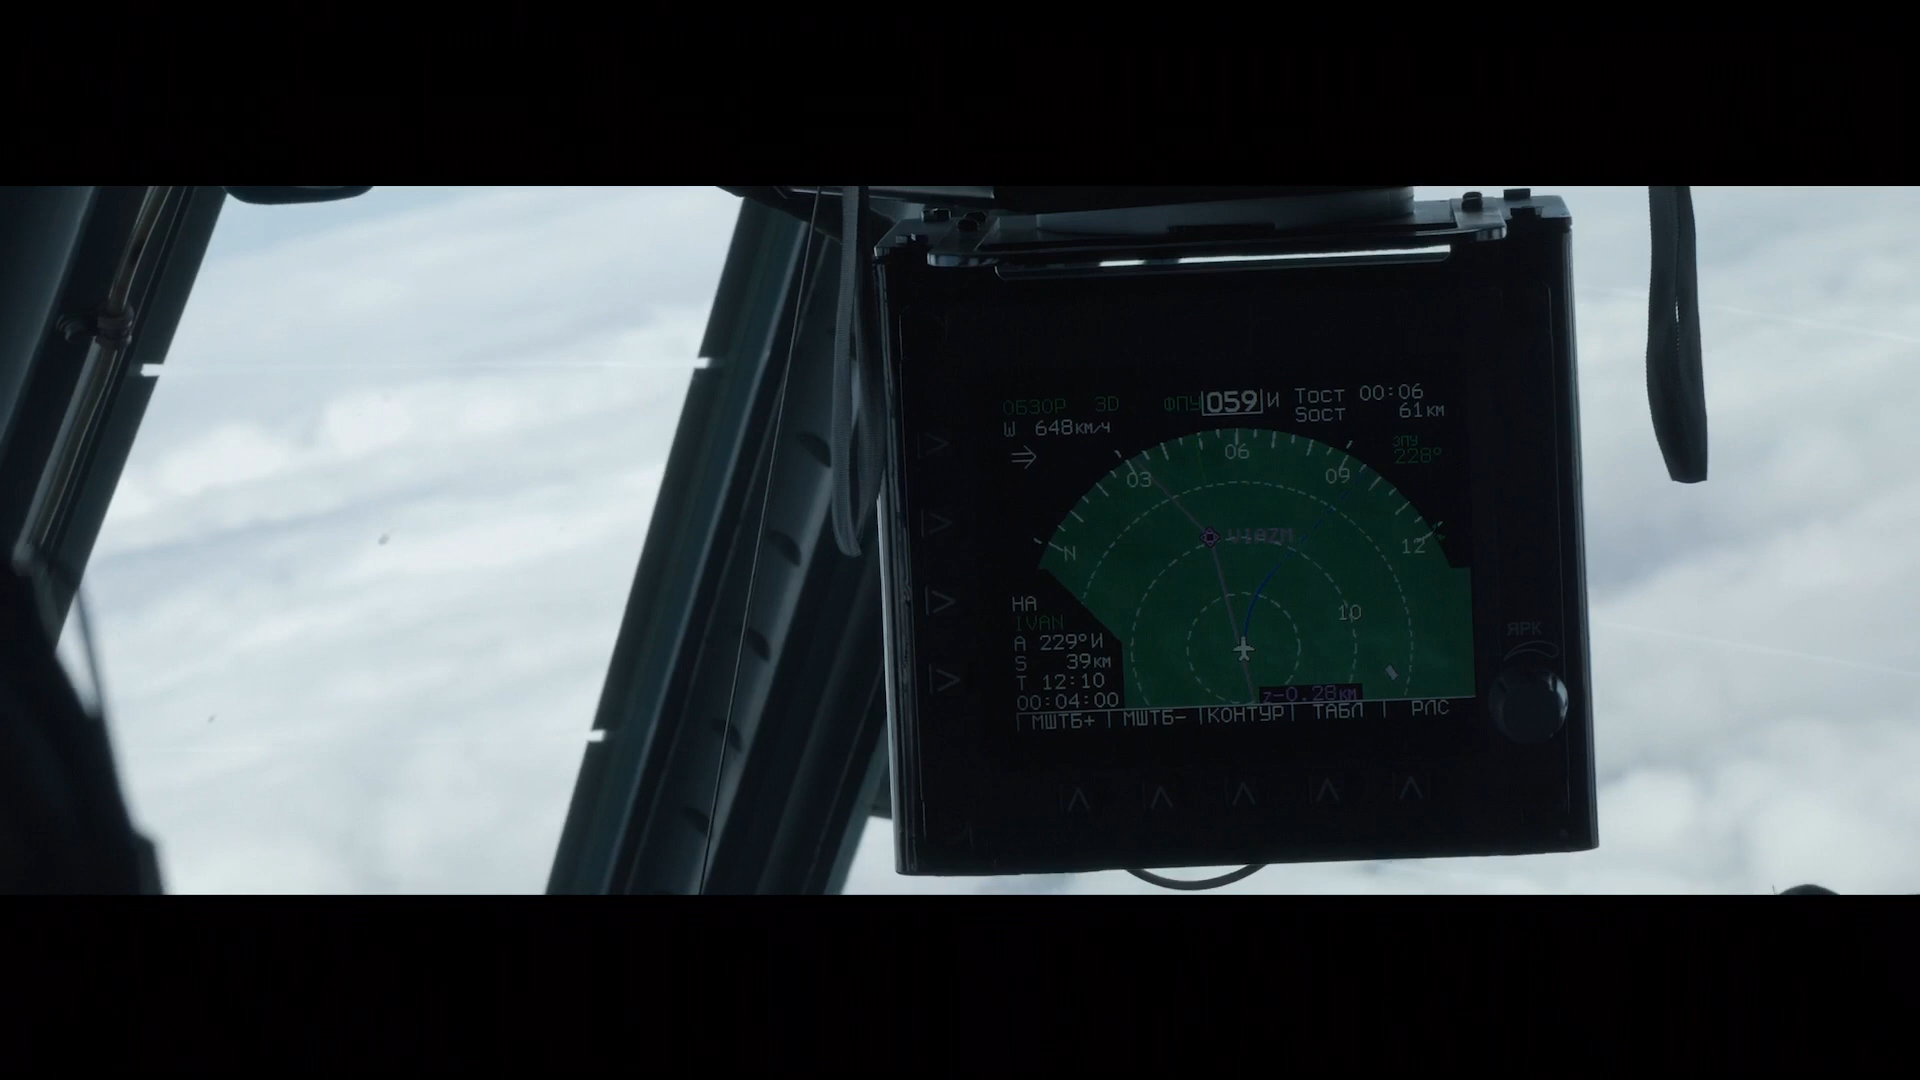 ОБЗОР 3D ФПУ 059 И Тост 00:06
W 648км/ч Sост 61км
ЗПУ
228°
03 06 09
N 12
VIAZM
10
НА
IVAN
А 229°И
S 39км
Т 12:10
00:04:00
z-0.28км
МШТБ+ МШТБ- КОНТУР ТАБЛ РЛС
ЯРК